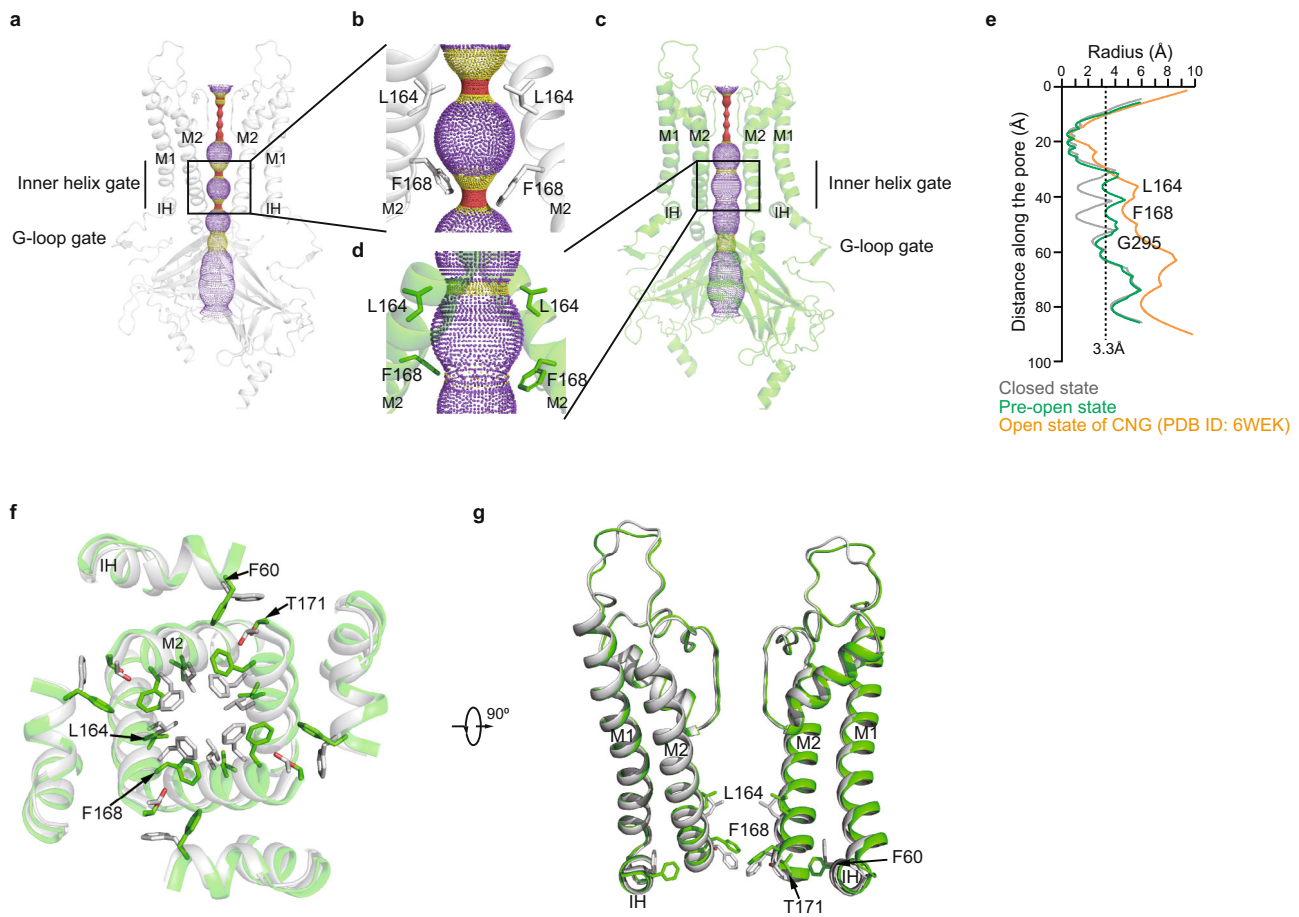 a
M2
M2
M1
M1
Inner helix gate
IH
IH
G-loop gate
b
L164
L164
F168
F168
M2
M2
c
M1
M2
M2
M1
Inner helix gate
IH
IH
G-loop gate
d
L164
L164
F168
F168
M2
M2
e
Radius (Å)
0 2 4 6 8 10
Distance along the pore (Å)
0
20
40
60
80
100
L164
F168
G295
3.3Å
Closed state
Pre-open state
Open state of CNG (PDB ID: 6WEK)
f
IH
F60
T171
M2
L164
F168
90º
g
M1
M2
M2
M1
L164
F168
F60
IH
IH
T171